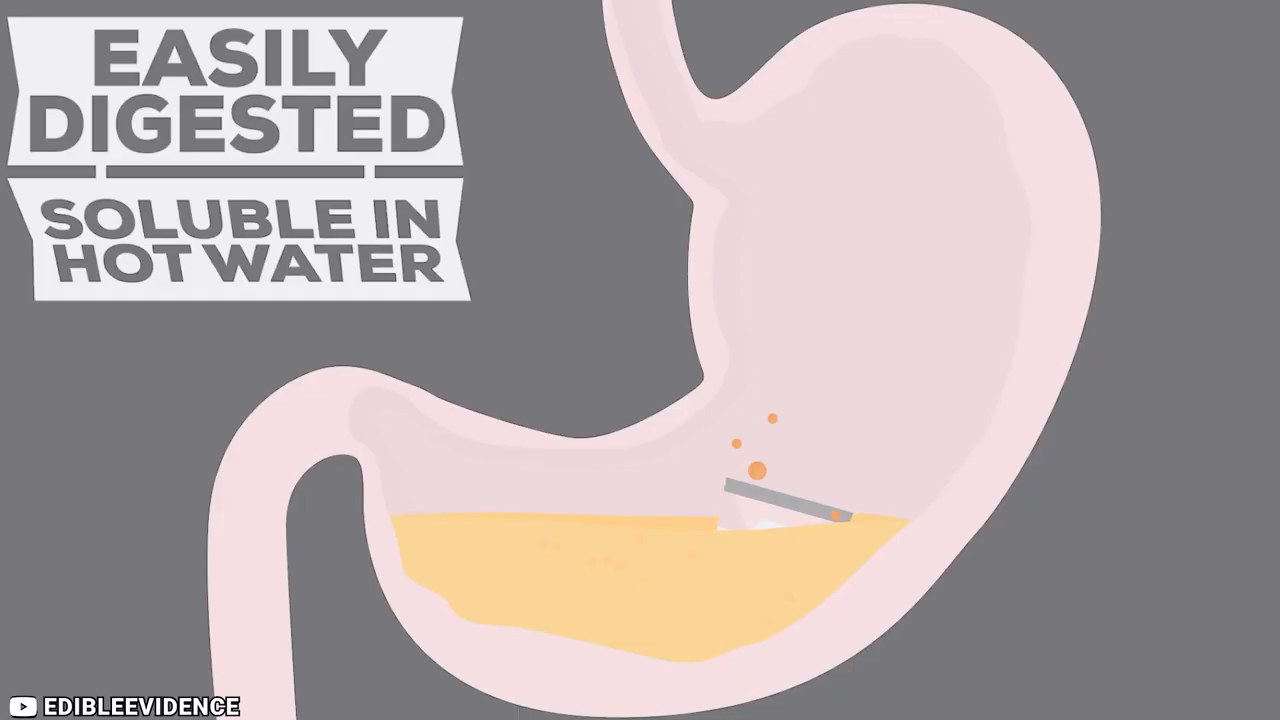 EASILY
DIGESTED
SOLUBLE IN
HOT WATER
EDIBLEEVIDENCE